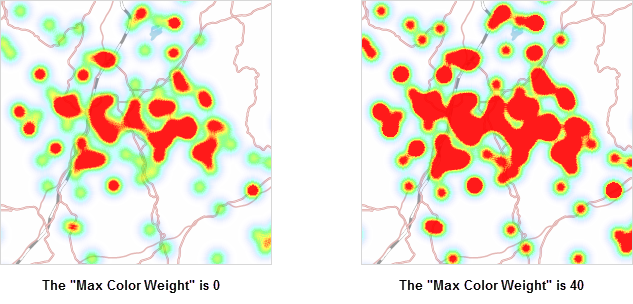 The "Max Color Weight" is 0
The "Max Color Weight" is 40